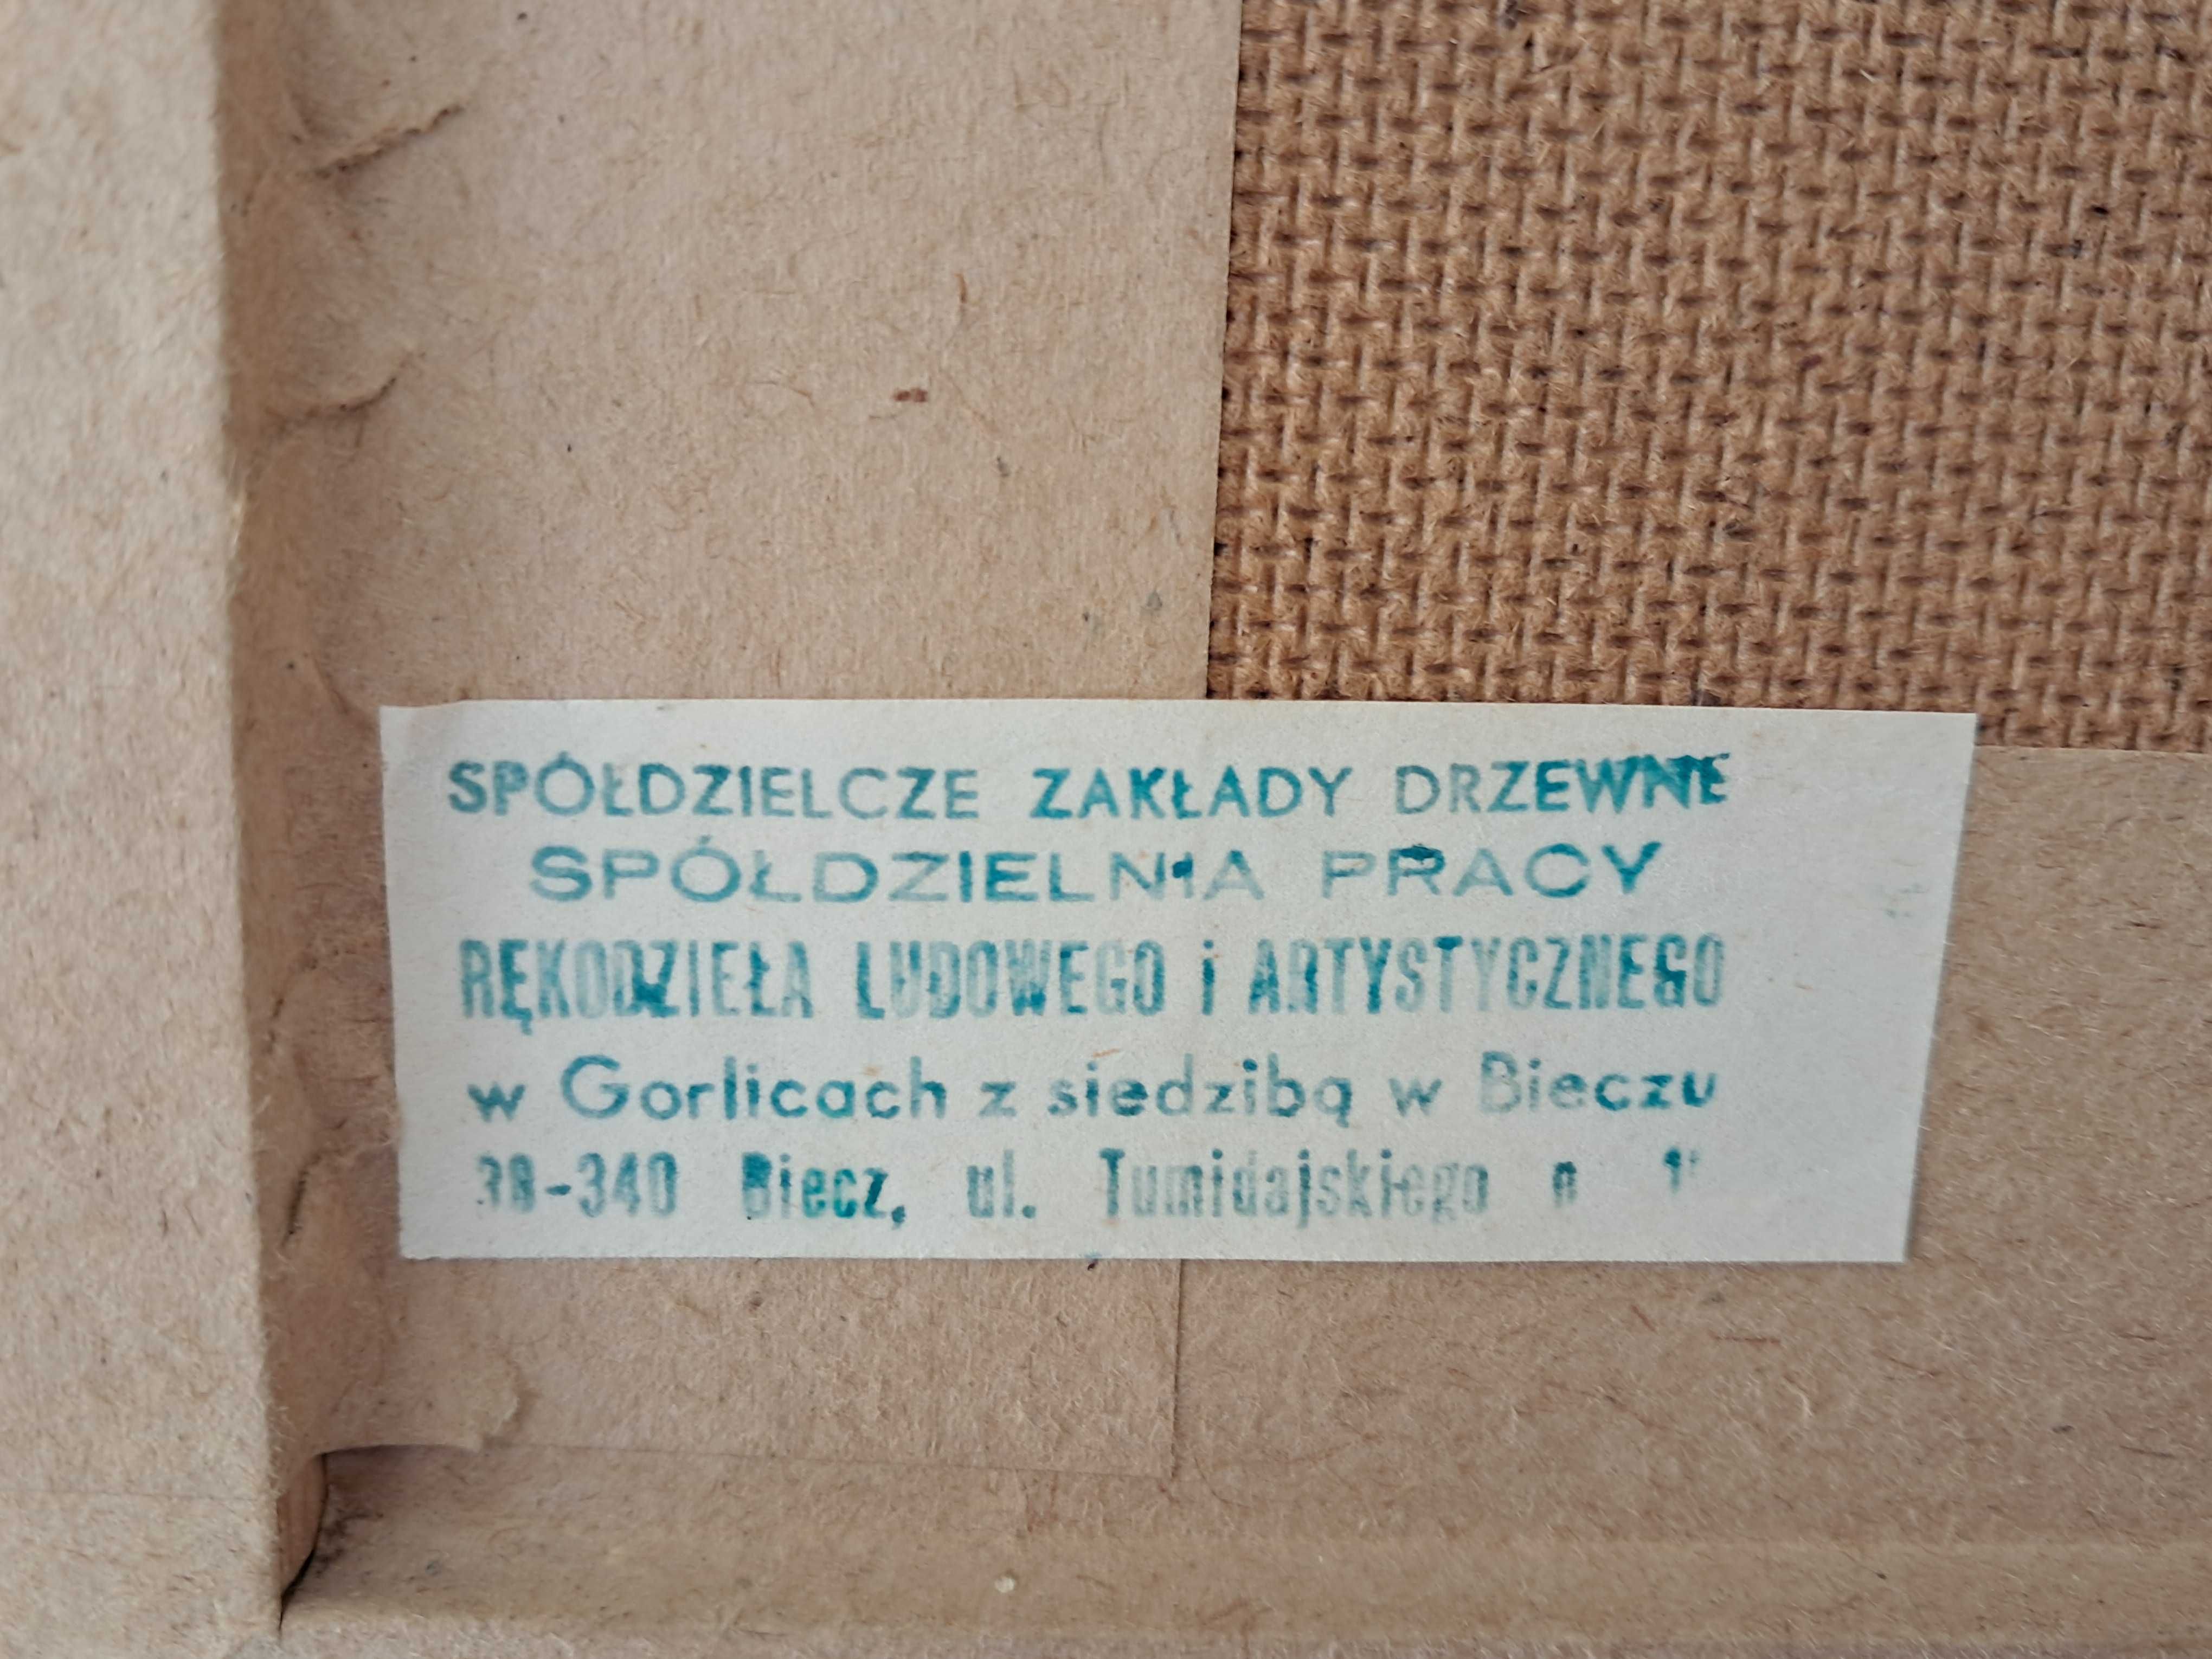 SPÓŁDZIELCZE ZAKŁADY DRZEWNE
SPÓŁDZIELNIA PRACY
RĘKODZIEŁA LUDOWEGO i ARTYSTYCZNEGO
w Gorlicach z siedzibą w Bieczu
38-340 Biecz, ul. Tumidajskiego